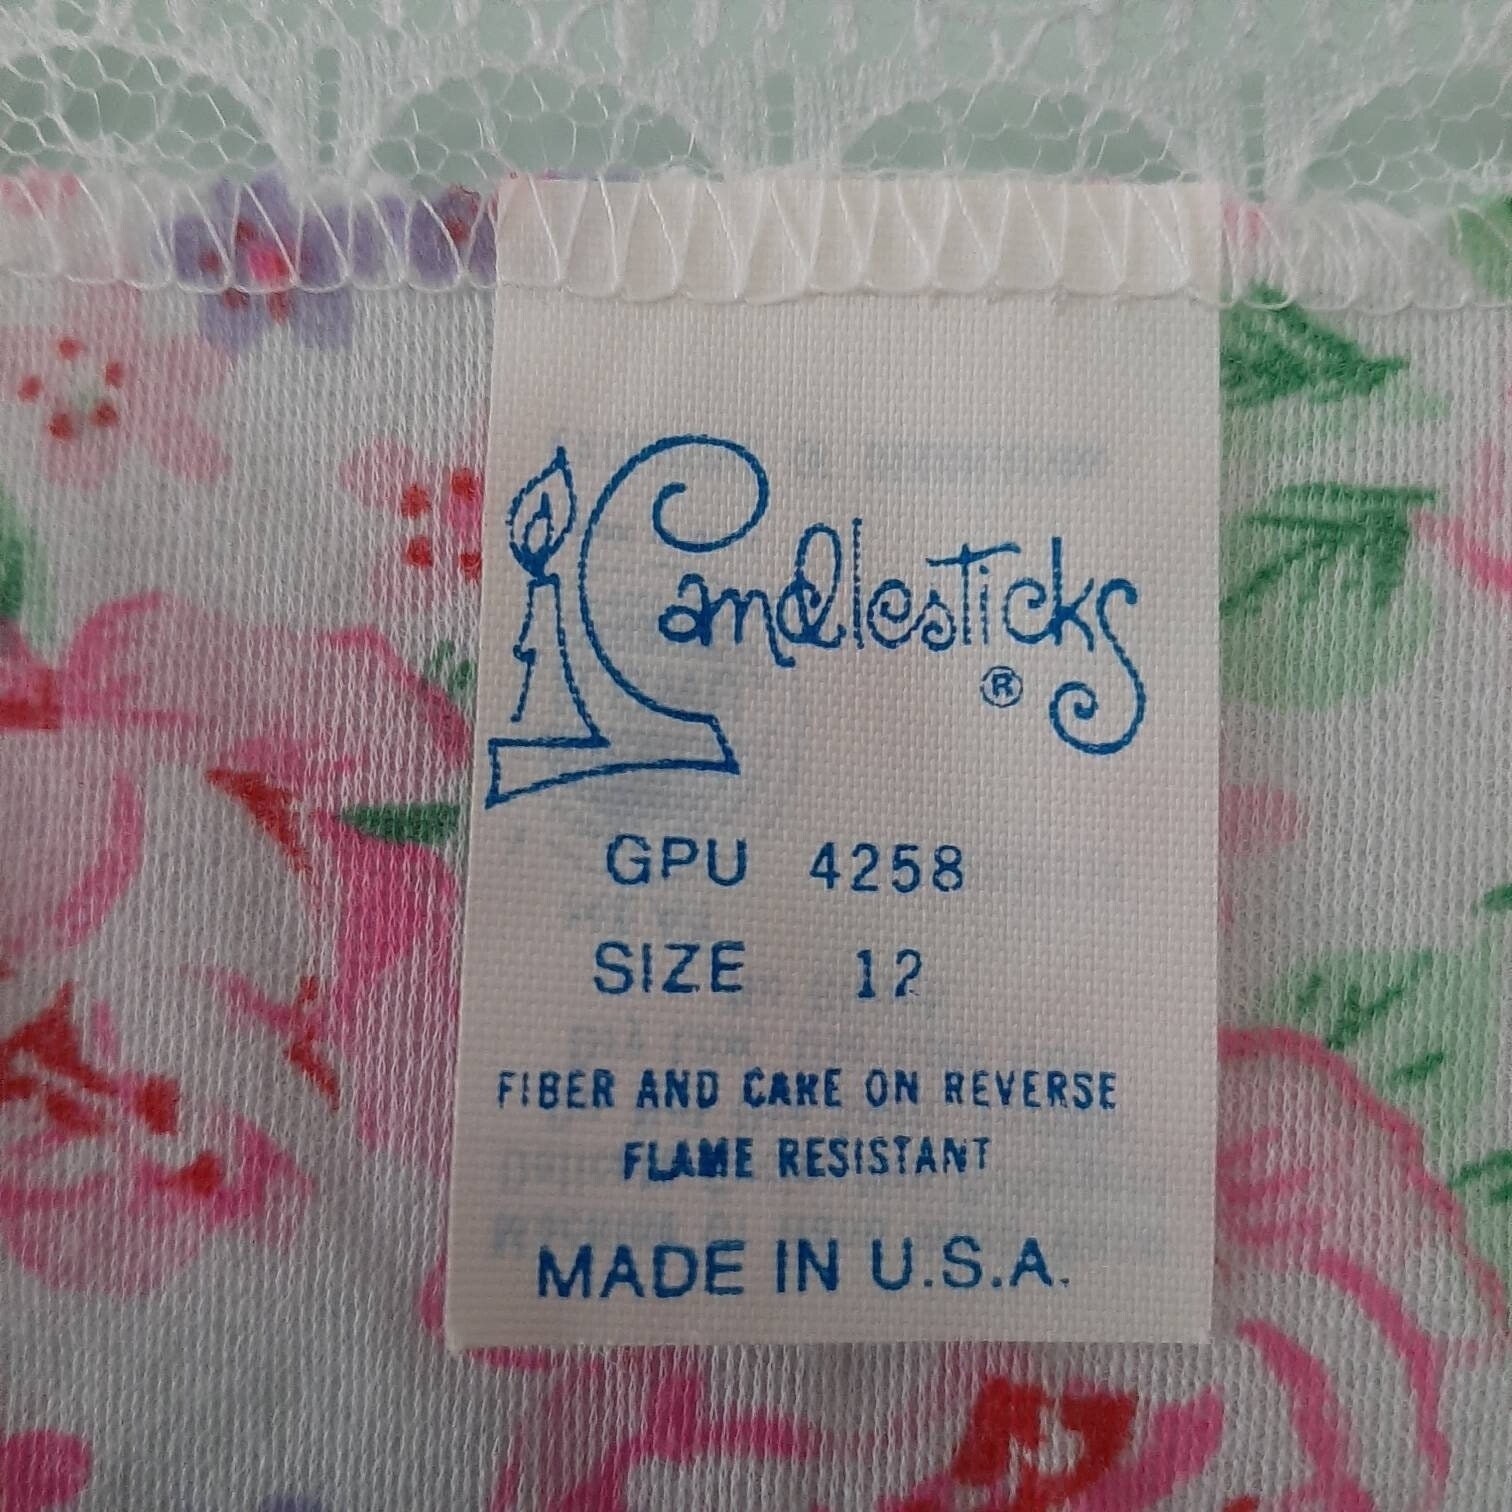 Candlesticks
®
GPU 4258
SIZE 12
FIBER AND CARE ON REVERSE
FLAME RESISTANT
MADE IN U.S.A.